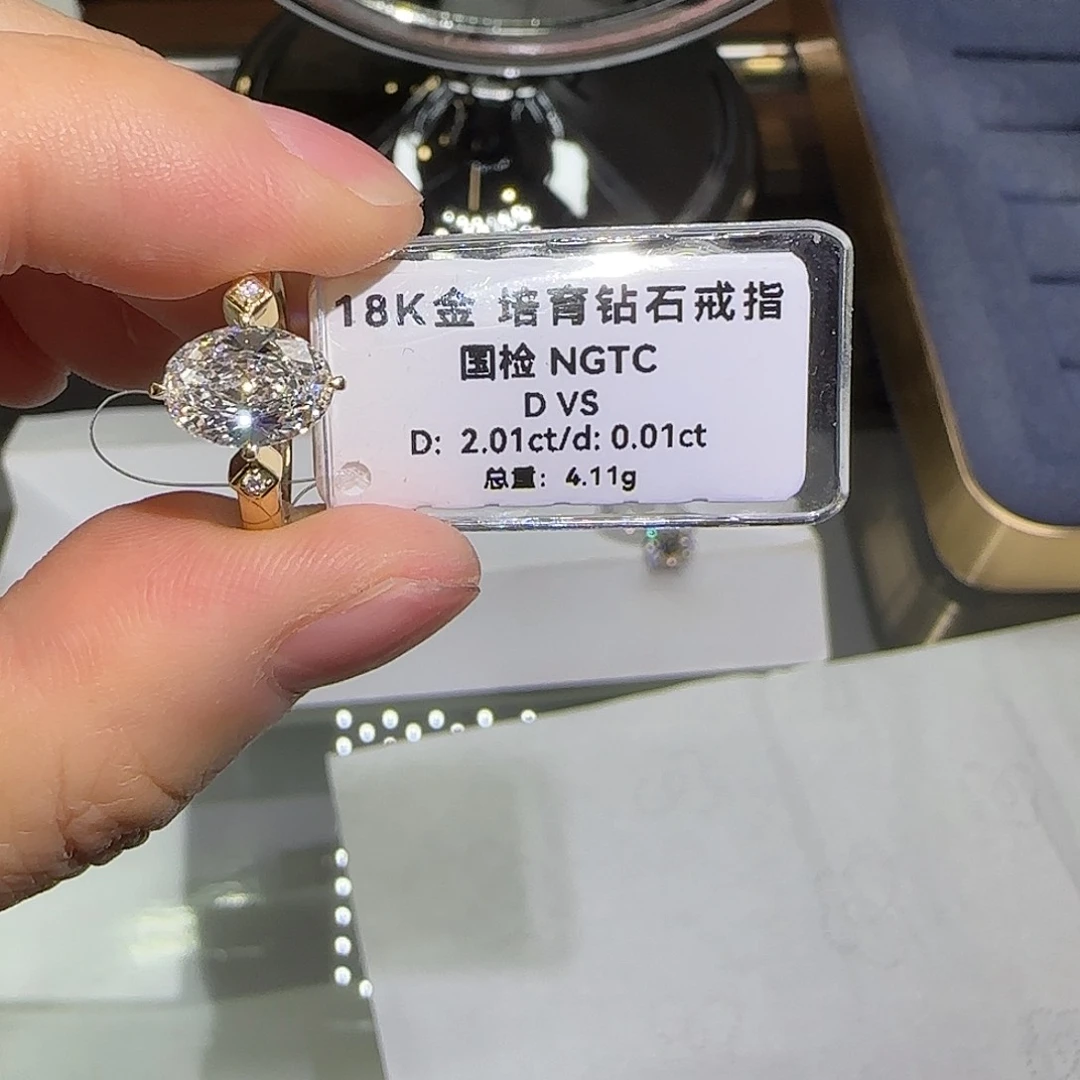 18K金 培育钻石戒指
国检 NGTC
D VS
D: 2.01ct/d: 0.01ct
总重: 4.11g